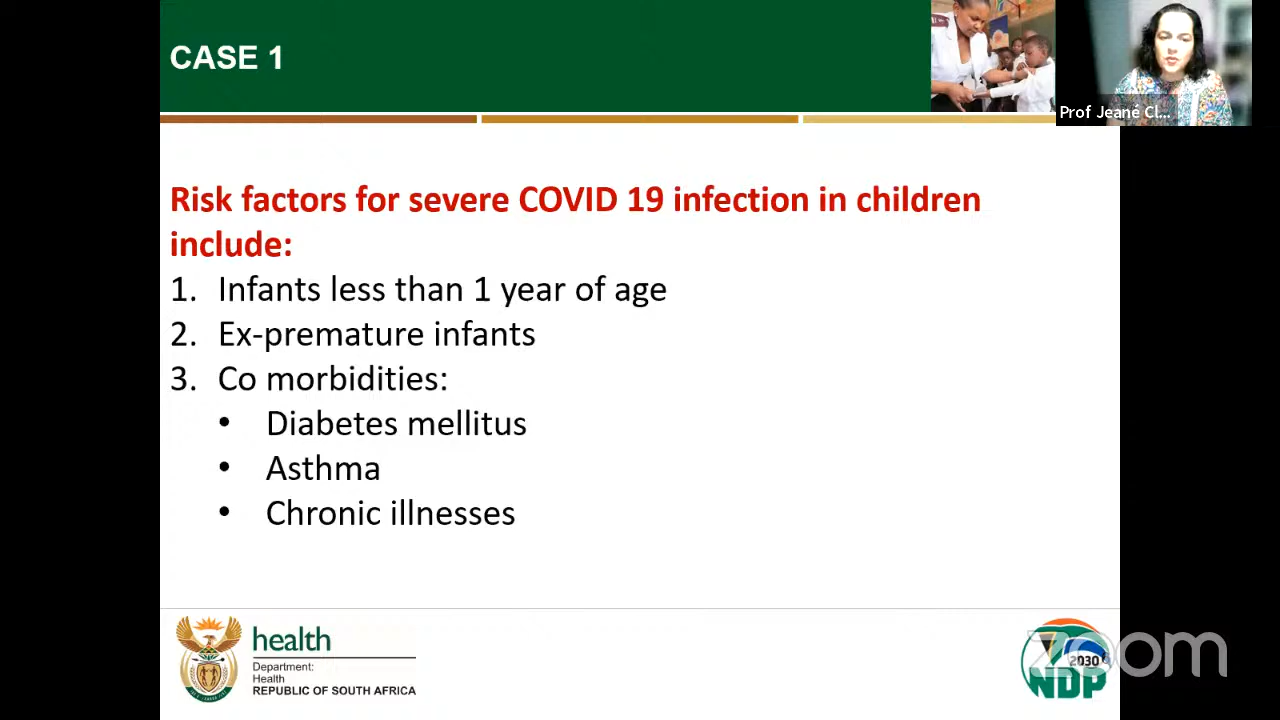 CASE 1
Prof Jeané Cl...
Risk factors for severe COVID 19 infection in children
include:
1. Infants less than 1 year of age
2. Ex-premature infants
3. Co morbidities:
• Diabetes mellitus
• Asthma
• Chronic illnesses
health
Department:
Health
REPUBLIC OF SOUTH AFRICA
2030
NDP
zoom